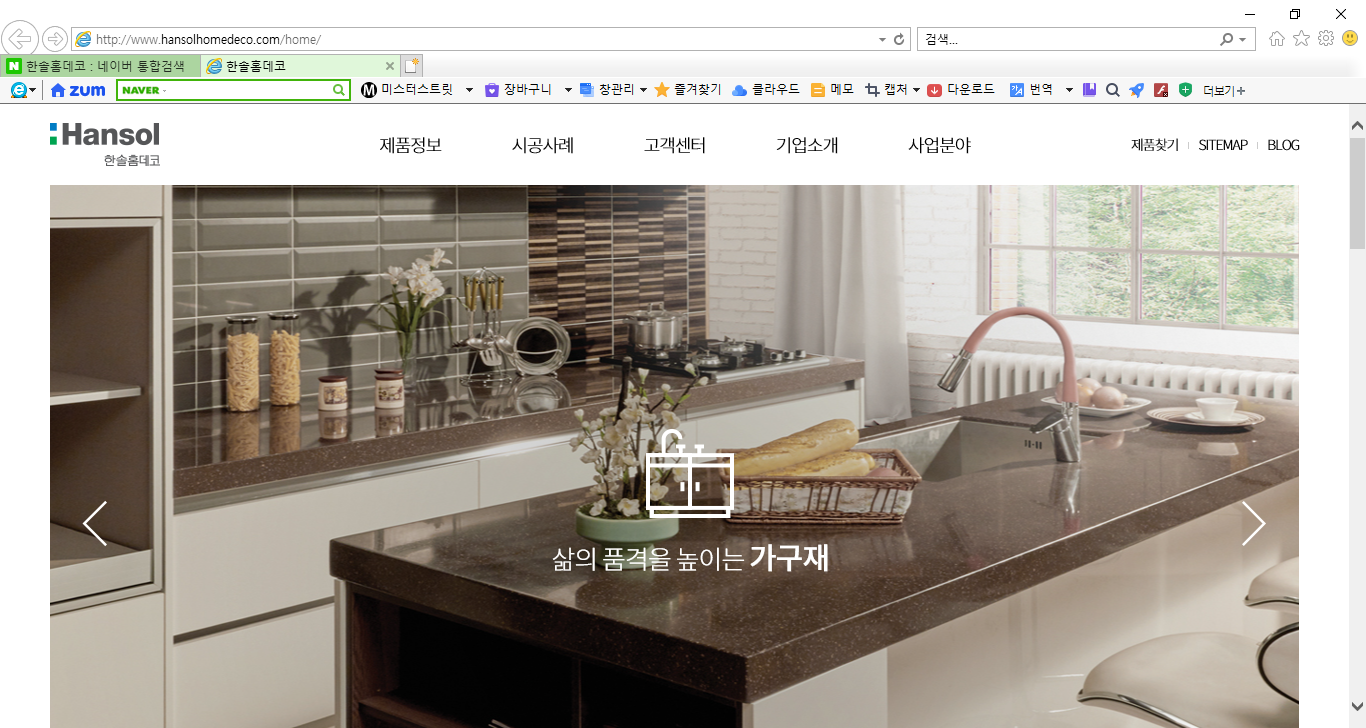 http://www.hansolhomedeco.com/home/
검색...
N 한솔홈데코 : 네이버 통합검색
한솔홈데코
zum NAVER M 미스터스트릿 장바구니 창관리 즐겨찾기 클라우드 메모 캡처 다운로드 번역 더보기+
Hansol
한솔홈데코
제품정보 시공사례 고객센터 기업소개 사업분야 제품찾기 SITEMAP BLOG
삶의 품격을 높이는 가구재